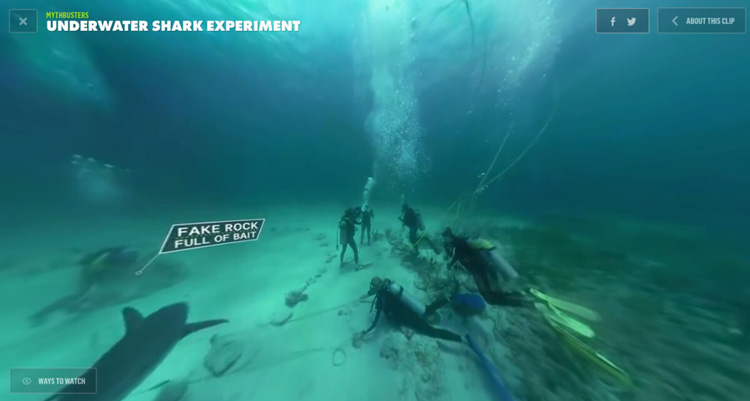 MYTHBUSTERS
UNDERWATER SHARK EXPERIMENT
ABOUT THIS CLIP
FAKE ROCK
FULL OF BAIT
WAYS TO WATCH